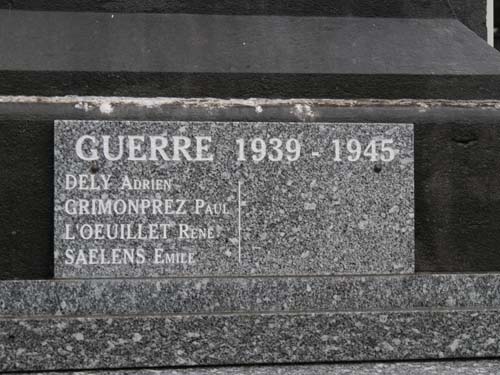 GUERRE 1939 - 1945
DELY ADRIEN
GRIMONPREZ PAUL
L'OEUILLET RENÉ
SAELENS EMILE